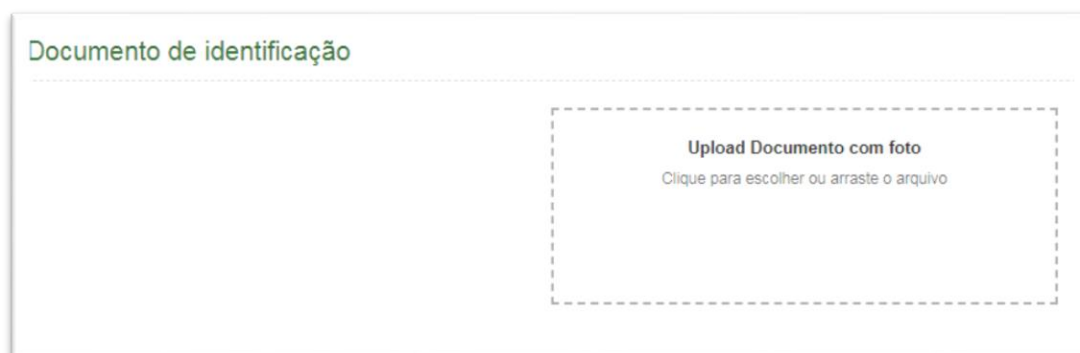 Documento de identificação
Upload Documento com foto
Clique para escolher ou arraste o arquivo